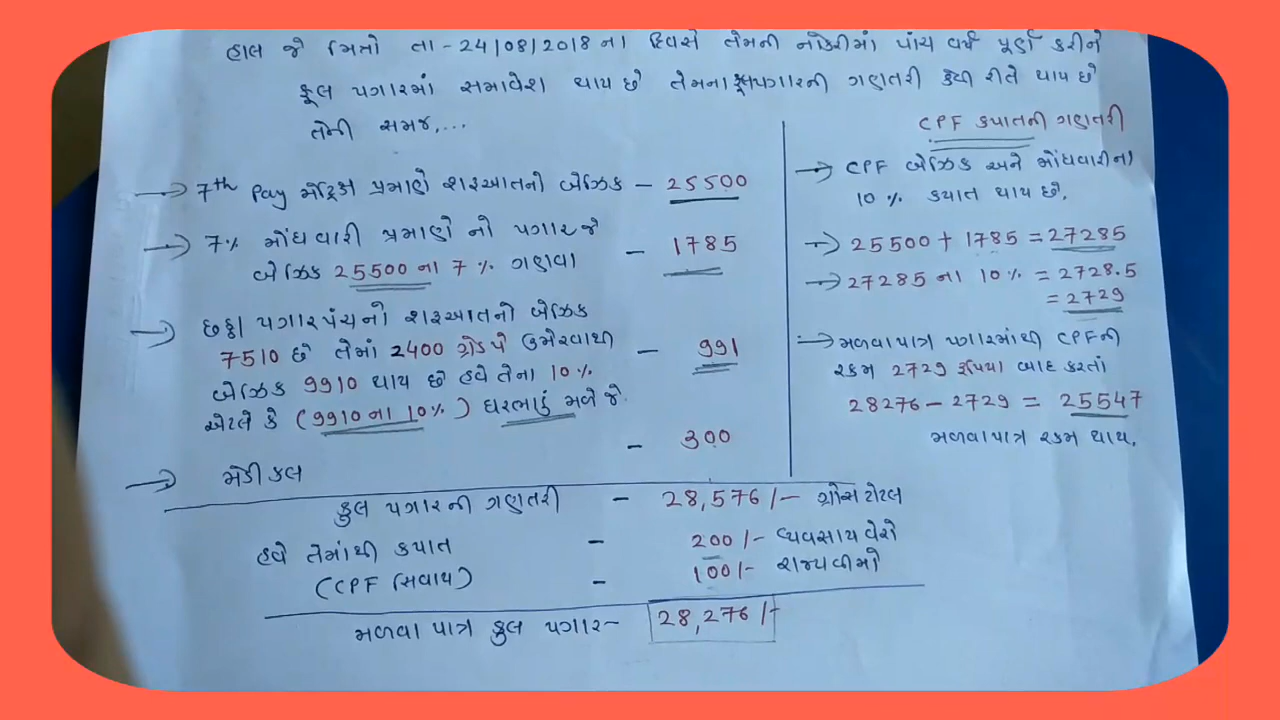 હાલ જે મિત્રો તા - 24/08/2018 ના દિવસે તેમની નોકરીમાં પાંચ વર્ષ પૂર્ણ કરીને
ફૂલ પગારમાં સમાવેશ થાય છે તેમના ફૂલપગારની ગણતરી કેવી રીતે થાય છે
તેની સમજ,...
→ 7th Pay મેટ્રિક્સ પ્રમાણે શરૂઆતનો બેઝિક - 25500
→ 7% મોંઘવારી પ્રમાણે નો પગાર જે
બેઝિક 25500 ના 7 % ગણવા - 1785
→ છઠ્ઠા પગારપંચનો શરૂઆતનો બેઝિક
7510 છે તેમાં 2400 ગ્રેડપે ઉમેરવાથી - 991
બેઝિક 9910 થાય છે હવે તેના 10 %
એટલે કે (9910 ના 10%) ઘરભાડું મળે જે.
→ મેડીકલ - 300
કુલ પગારની ગણતરી - 28,576/- ગ્રોસ ટોટલ
હવે તેમાંથી કપાત - 200/- વ્યવસાય વેરો
(CPF સિવાય) - 100/- રાજ્ય વીમો
મળવા પાત્ર કુલ પગાર - 28,276/-
CPF કપાતની ગણતરી
→ CPF બેઝિક અને મોંઘવારીના
10 % કપાત થાય છે.
→ 25500 + 1785 = 27285
→ 27285 ના 10 % = 2728.5
= 2729
→ મળવાપાત્ર પગારમાંથી CPF ની
રકમ 2729 રૂપિયા બાદ કરતાં
28276 - 2729 = 25547
મળવાપાત્ર રકમ થાય.